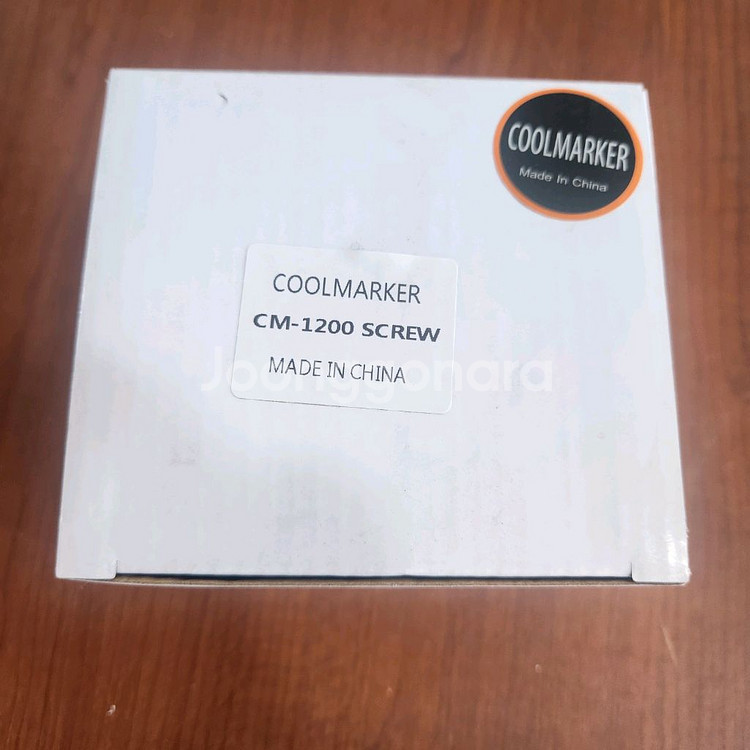 COOLMARKER
Made In China
COOLMARKER
CM-1200 SCREW
MADE IN CHINA
Joonggonara